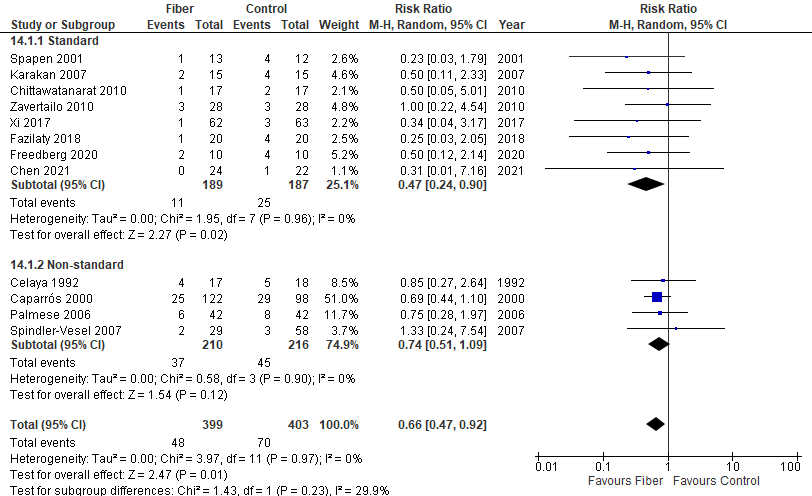 Fiber Control Risk Ratio Risk Ratio
Study or Subgroup Events Total Events Total Weight M-H, Random, 95% CI Year M-H, Random, 95% CI
14.1.1 Standard
Spapen 2001 1 13 4 12 2.6% 0.23 [0.03, 1.79] 2001
Karakan 2007 2 15 4 15 4.5% 0.50 [0.11, 2.33] 2007
Chittawatanarat 2010 1 17 2 17 2.1% 0.50 [0.05, 5.01] 2010
Zavertailo 2010 3 28 3 28 4.8% 1.00 [0.22, 4.54] 2010
Xi 2017 1 62 3 63 2.1% 0.34 [0.04, 3.17] 2017
Fazilaty 2018 1 20 4 20 2.5% 0.25 [0.03, 2.05] 2018
Freedberg 2020 2 10 4 10 5.2% 0.50 [0.12, 2.14] 2020
Chen 2021 0 24 1 22 1.1% 0.31 [0.01, 7.16] 2021
Subtotal (95% CI) 189 187 25.1% 0.47 [0.24, 0.90]
Total events 11 25
Heterogeneity: Tau² = 0.00; Chi² = 1.95, df = 7 (P = 0.96); I² = 0%
Test for overall effect: Z = 2.27 (P = 0.02)
14.1.2 Non-standard
Celaya 1992 4 17 5 18 8.5% 0.85 [0.27, 2.64] 1992
Caparrós 2000 25 122 29 98 51.0% 0.69 [0.44, 1.10] 2000
Palmese 2006 6 42 8 42 11.7% 0.75 [0.28, 1.97] 2006
Spindler-Vesel 2007 2 29 3 58 3.7% 1.33 [0.24, 7.54] 2007
Subtotal (95% CI) 210 216 74.9% 0.74 [0.51, 1.09]
Total events 37 45
Heterogeneity: Tau² = 0.00; Chi² = 0.58, df = 3 (P = 0.90); I² = 0%
Test for overall effect: Z = 1.54 (P = 0.12)
Total (95% CI) 399 403 100.0% 0.66 [0.47, 0.92]
Total events 48 70
Heterogeneity: Tau² = 0.00; Chi² = 3.97, df = 11 (P = 0.97); I² = 0%
Test for overall effect: Z = 2.47 (P = 0.01)
Test for subgroup differences: Chi² = 1.43, df = 1 (P = 0.23), I² = 29.9%
0.01 0.1 1 10 100
Favours Fiber Favours Control